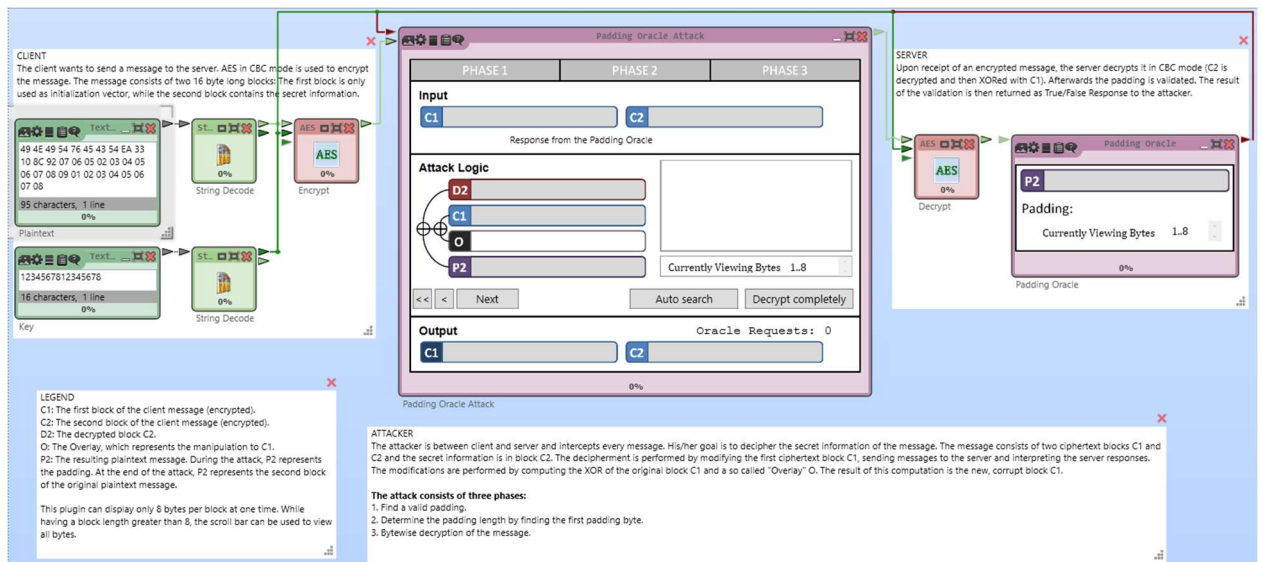 CLIENT
The client wants to send a message to the server. AES in CBC mode is used to encrypt
the message. The message consists of two 16 byte long blocks: The first block is only
used as initialization vector, while the second block contains the secret information.
Text...
49 4E 49 54 76 45 43 54 EA 33
10 8C 92 07 06 05 02 03 04 05
06 07 08 09 01 02 03 04 05 06
07 08
95 characters, 1 line
0%
Plaintext
St...
0%
String Decode
AES
AES
0%
Encrypt
Text...
1234567812345678
16 characters, 1 line
0%
Key
St...
0%
String Decode
Padding Oracle Attack
PHASE 1
PHASE 2
PHASE 3
Input
C1
C2
Response from the Padding Oracle
Attack Logic
D2
C1
O
P2
Currently Viewing Bytes 1..8
<<
<
Next
Auto search
Decrypt completely
Output
Oracle Requests: 0
C1
C2
0%
Padding Oracle Attack
SERVER
Upon receipt of an encrypted message, the server decrypts it in CBC mode (C2 is
decrypted and then XORed with C1). Afterwards the padding is validated. The result
of the validation is then returned as True/False Response to the attacker.
AES
AES
0%
Decrypt
Padding Oracle
P2
Padding:
Currently Viewing Bytes 1..8
0%
Padding Oracle
LEGEND
C1: The first block of the client message (encrypted).
C2: The second block of the client message (encrypted).
D2: The decrypted block C2.
O: The Overlay, which represents the manipulation to C1.
P2: The resulting plaintext message. During the attack, P2 represents
the padding. At the end of the attack, P2 represents the second block
of the original plaintext message.
This plugin can display only 8 bytes per block at one time. While
having a block length greater than 8, the scroll bar can be used to view
all bytes.
ATTACKER
The attacker is between client and server and intercepts every message. His/her goal is to decipher the secret information of the message. The message consists of two ciphertext blocks C1 and
C2 and the secret information is in block C2. The decipherment is performed by modifying the first ciphertext block C1, sending messages to the server and interpreting the server responses.
The modifications are performed by computing the XOR of the original block C1 and a so called "Overlay" O. The result of this computation is the new, corrupt block C1.
The attack consists of three phases:
1. Find a valid padding.
2. Determine the padding length by finding the first padding byte.
3. Bytewise decryption of the message.